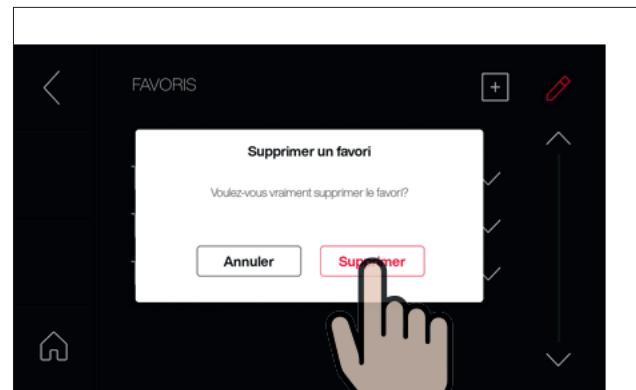 FAVORIS
Supprimer un favori
Voulez-vous vraiment supprimer le favori?
Annuler
Supprimer